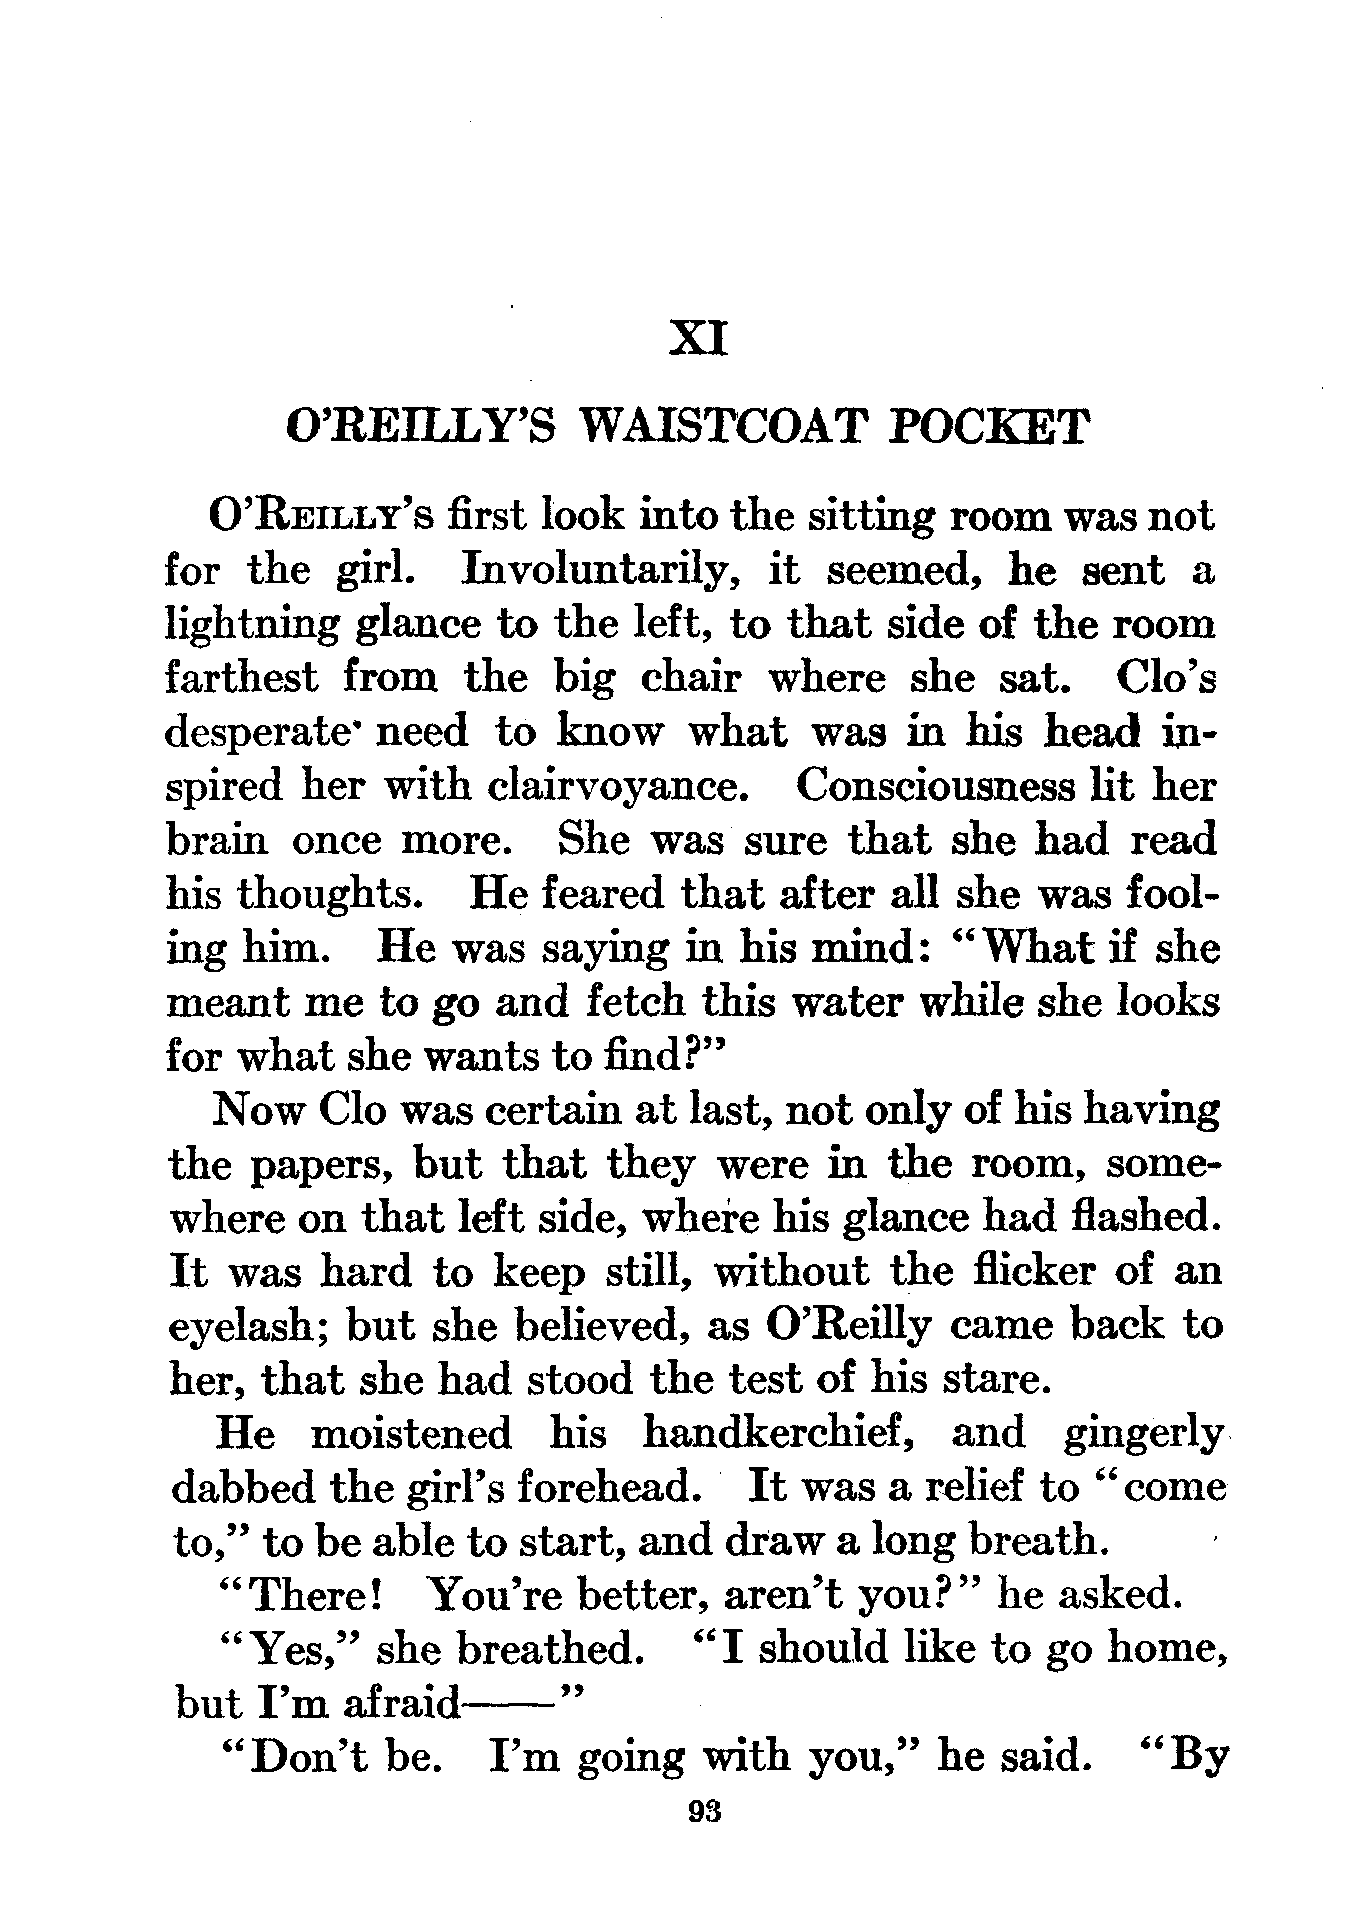 XI
O'REILLY'S WAISTCOAT POCKET
O'Reilly's first look into the sitting room was not
for the girl. Involuntarily, it seemed, he sent a
lightning glance to the left, to that side of the room
farthest from the big chair where she sat. Clo's
desperate need to know what was in his head in-
spired her with clairvoyance. Consciousness lit her
brain once more. She was sure that she had read
his thoughts. He feared that after all she was fool-
ing him. He was saying in his mind: "What if she
meant me to go and fetch this water while she looks
for what she wants to find?"
Now Clo was certain at last, not only of his having
the papers, but that they were in the room, some-
where on that left side, where his glance had flashed.
It was hard to keep still, without the flicker of an
eyelash; but she believed, as O'Reilly came back to
her, that she had stood the test of his stare.
He moistened his handkerchief, and gingerly
dabbed the girl's forehead. It was a relief to "come
to," to be able to start, and draw a long breath.
"There! You're better, aren't you?" he asked.
"Yes," she breathed. "I should like to go home,
but I'm afraid——"
"Don't be. I'm going with you," he said. "By
93